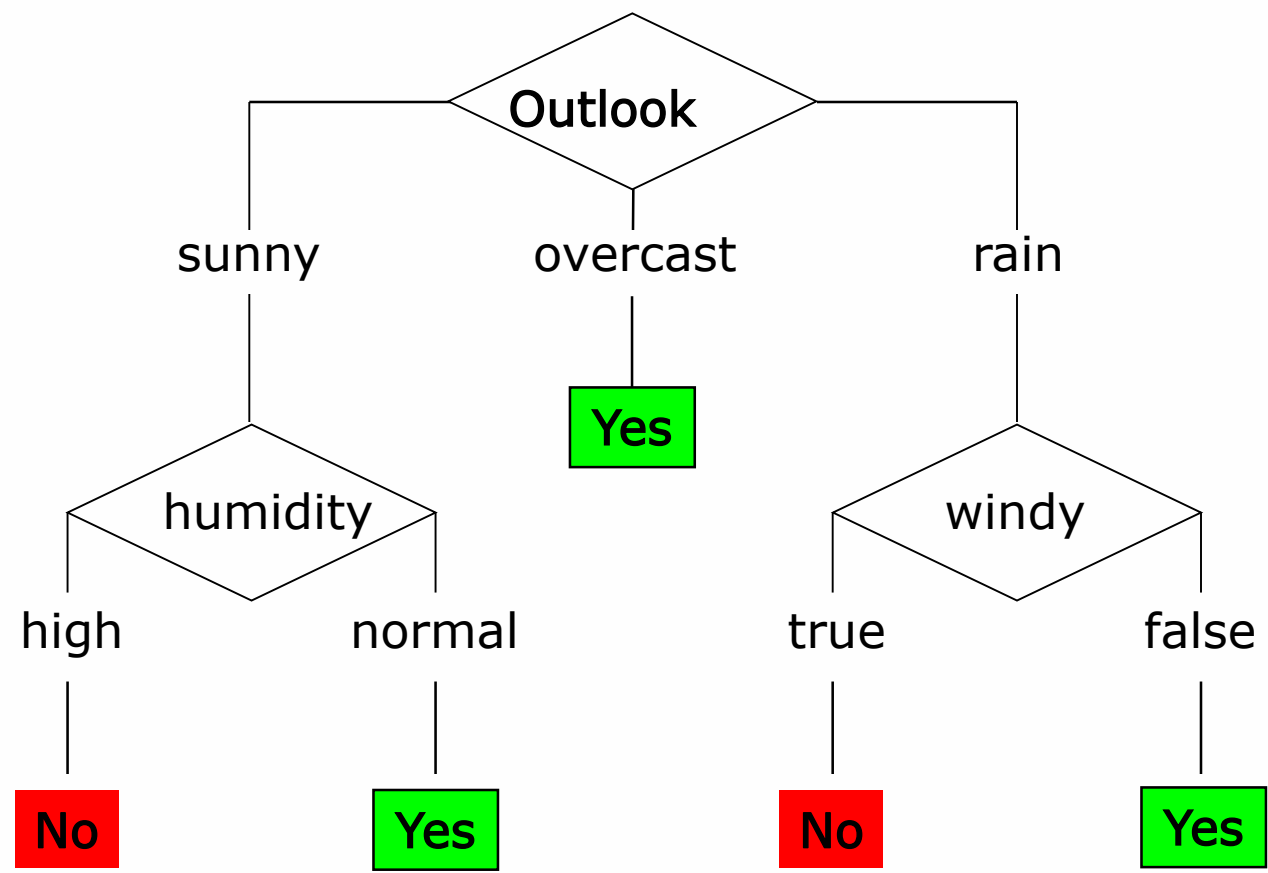 Outlook
sunny overcast rain
Yes
humidity windy
high normal true false
No Yes No Yes